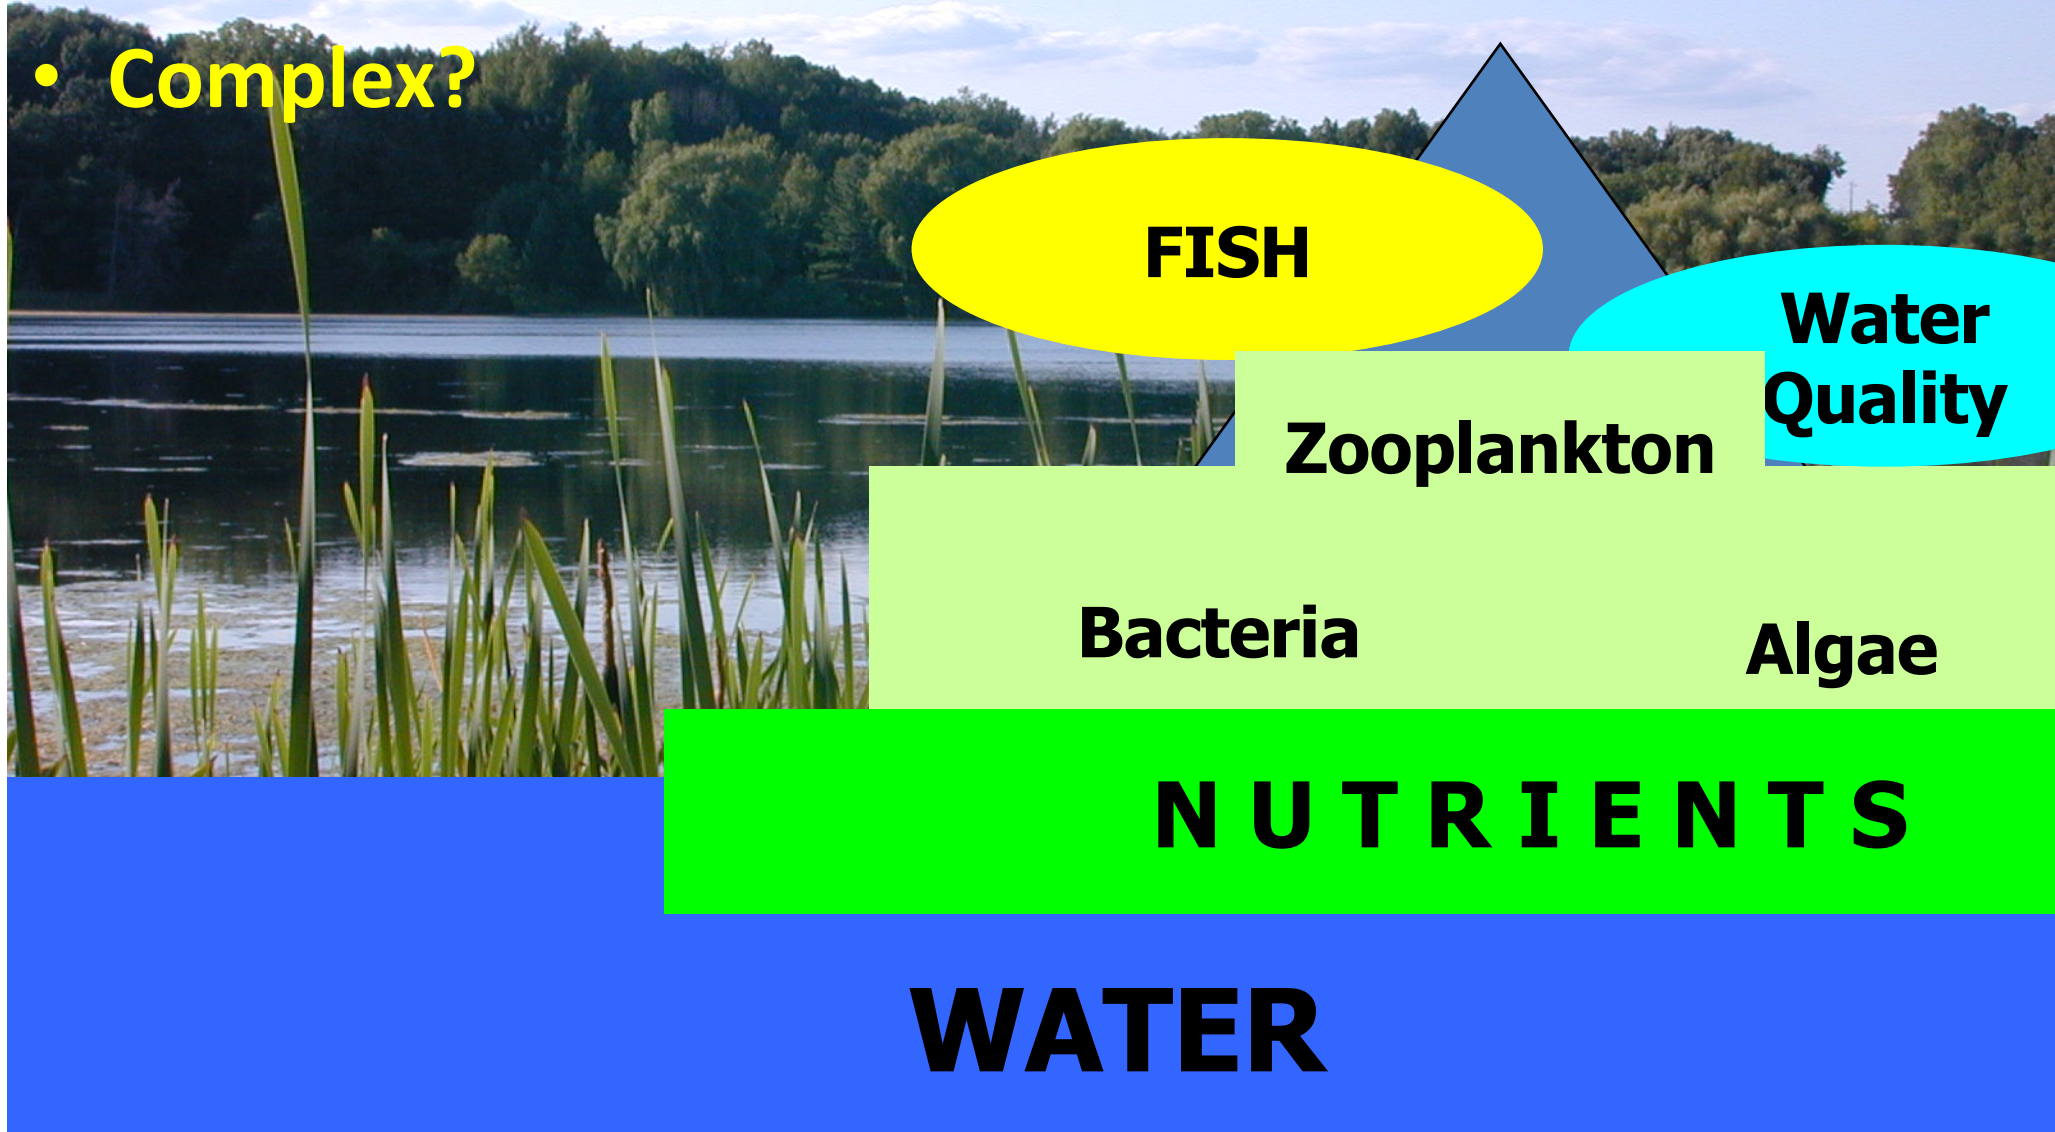 • Complex?
FISH
Water
Quality
Zooplankton
Bacteria
Algae
N U T R I E N T S
WATER